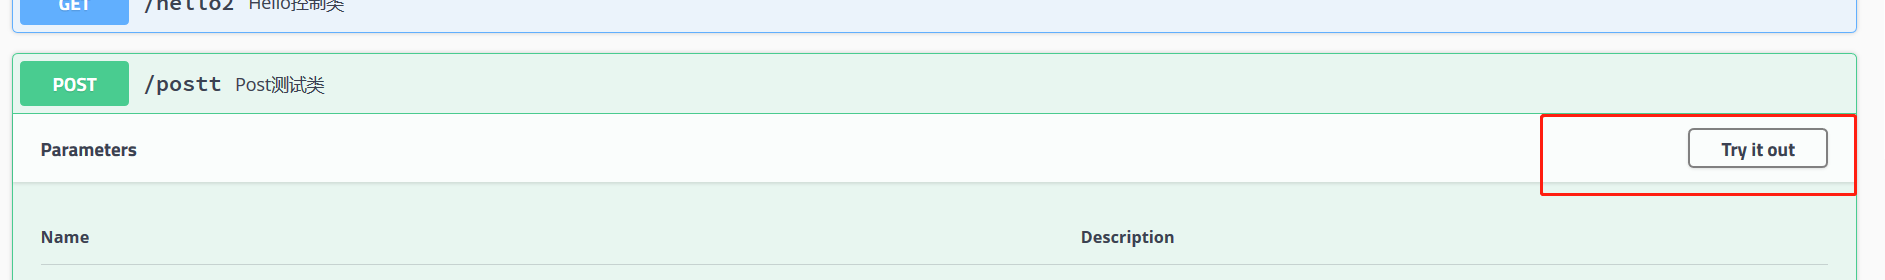 GET /hello2 Hello控制类
POST /postt Post测试类
Parameters Try it out
Name Description